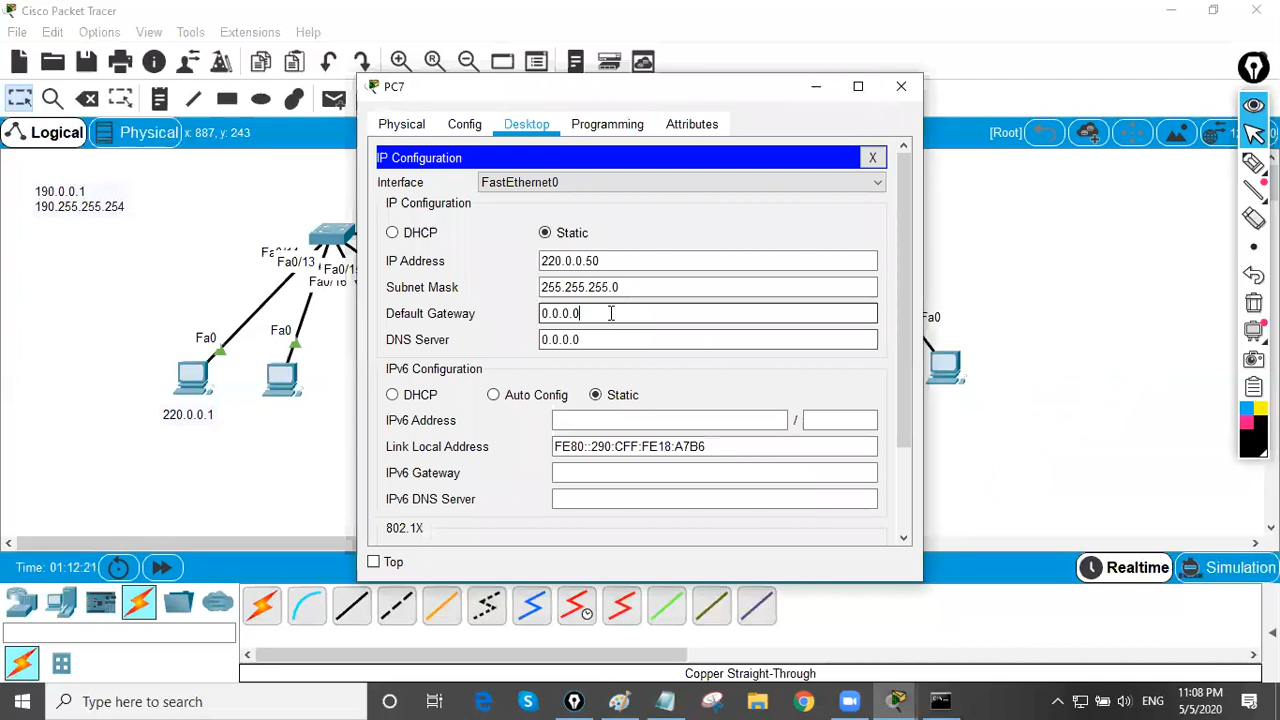 Cisco Packet Tracer
File Edit Options View Tools Extensions Help
PC7
Physical Config Desktop Programming Attributes
Logical Physical x: 887, y: 243 [Root]
IP Configuration X
Interface FastEthernet0
IP Configuration
DHCP Static
IP Address 220.0.0.50
Subnet Mask 255.255.255.0
Default Gateway 0.0.0.0
DNS Server 0.0.0.0
IPv6 Configuration
DHCP Auto Config Static
IPv6 Address /
Link Local Address FE80::290:CFF:FE18:A7B6
IPv6 Gateway
IPv6 DNS Server
802.1X
Top
190.0.0.1
190.255.255.254
Fa0/13
Fa0/16
Fa0
Fa0
220.0.0.1
Time: 01:12:21 Realtime Simulation
Copper Straight-Through
Type here to search
ENG
11:08 PM
5/5/2020